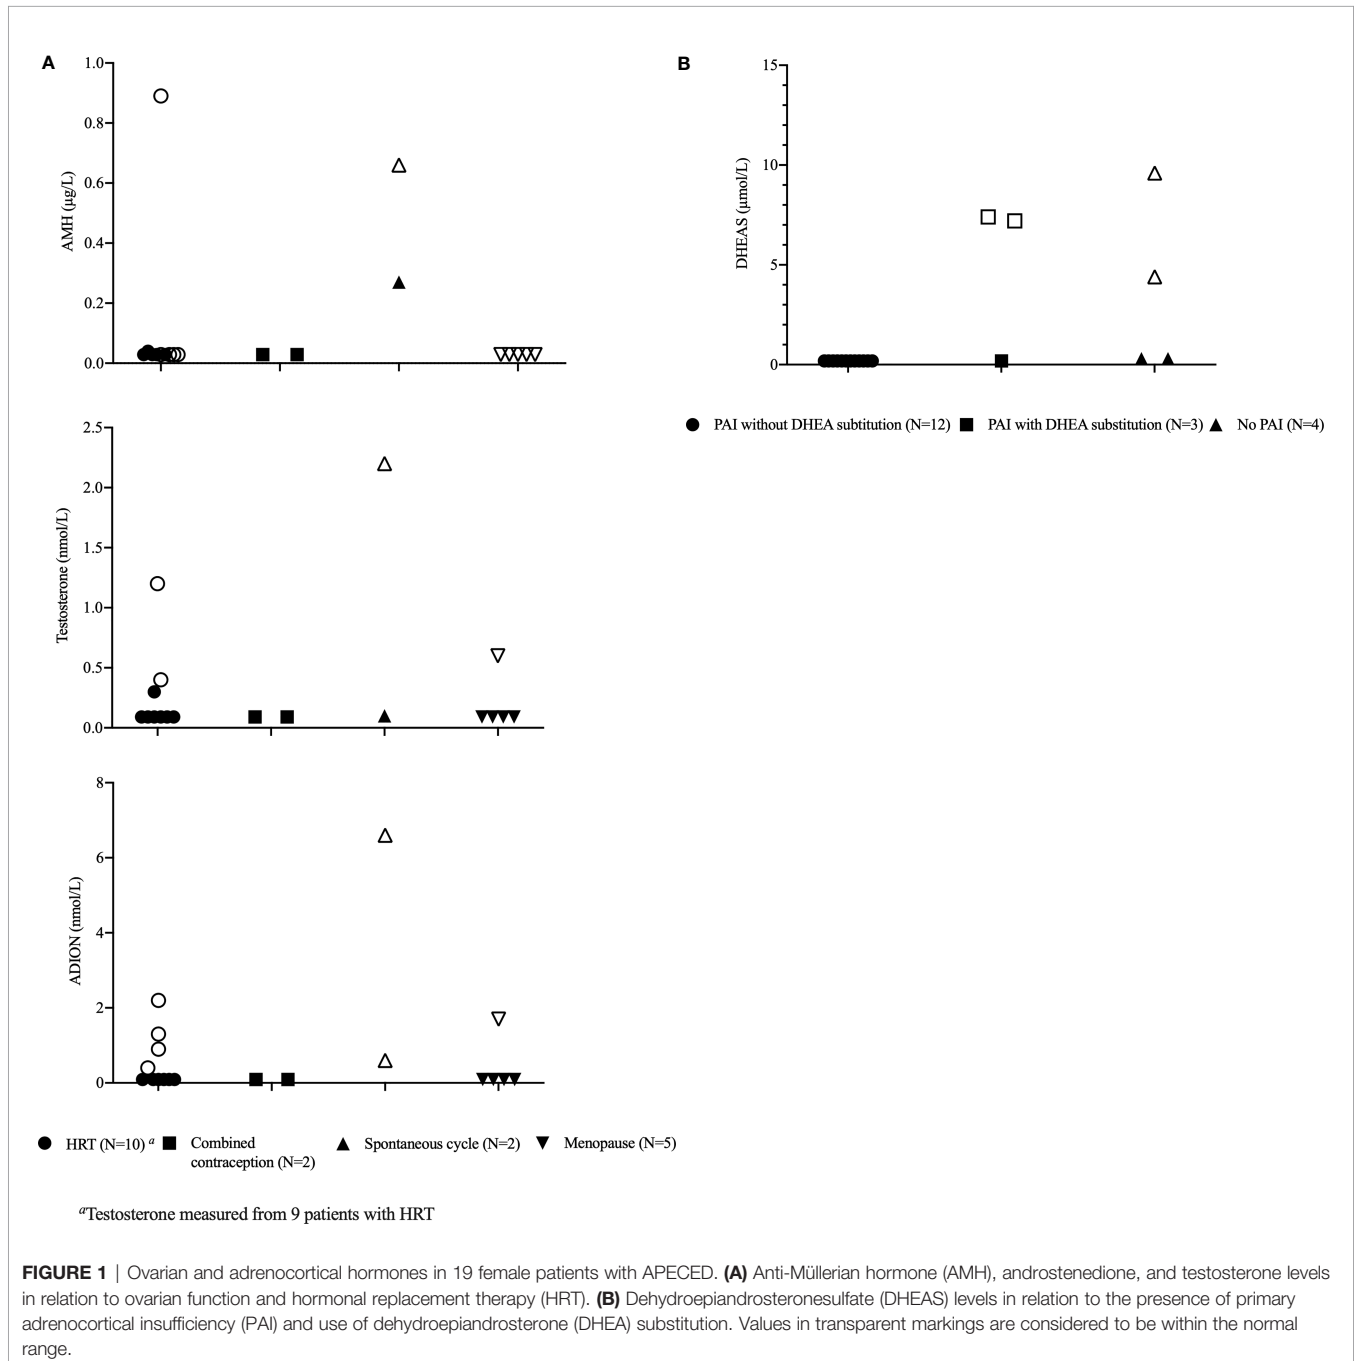 A
1.0
0.8
0.6
0.4
0.2
0.0
AMH (µg/L)
B
15
10
5
0
DHEAS (µmol/L)
PAI without DHEA subtitution (N=12) PAI with DHEA substitution (N=3) No PAI (N=4)
2.5
2.0
1.5
1.0
0.5
0.0
Testosterone (nmol/L)
8
6
4
2
0
ADION (nmol/L)
HRT (N=10) a Combined contraception (N=2) Spontaneous cycle (N=2) Menopause (N=5)
aTestosterone measured from 9 patients with HRT
FIGURE 1 | Ovarian and adrenocortical hormones in 19 female patients with APECED. (A) Anti-Müllerian hormone (AMH), androstenedione, and testosterone levels
in relation to ovarian function and hormonal replacement therapy (HRT). (B) Dehydroepiandrosteronesulfate (DHEAS) levels in relation to the presence of primary
adrenocortical insufficiency (PAI) and use of dehydroepiandrosterone (DHEA) substitution. Values in transparent markings are considered to be within the normal
range.